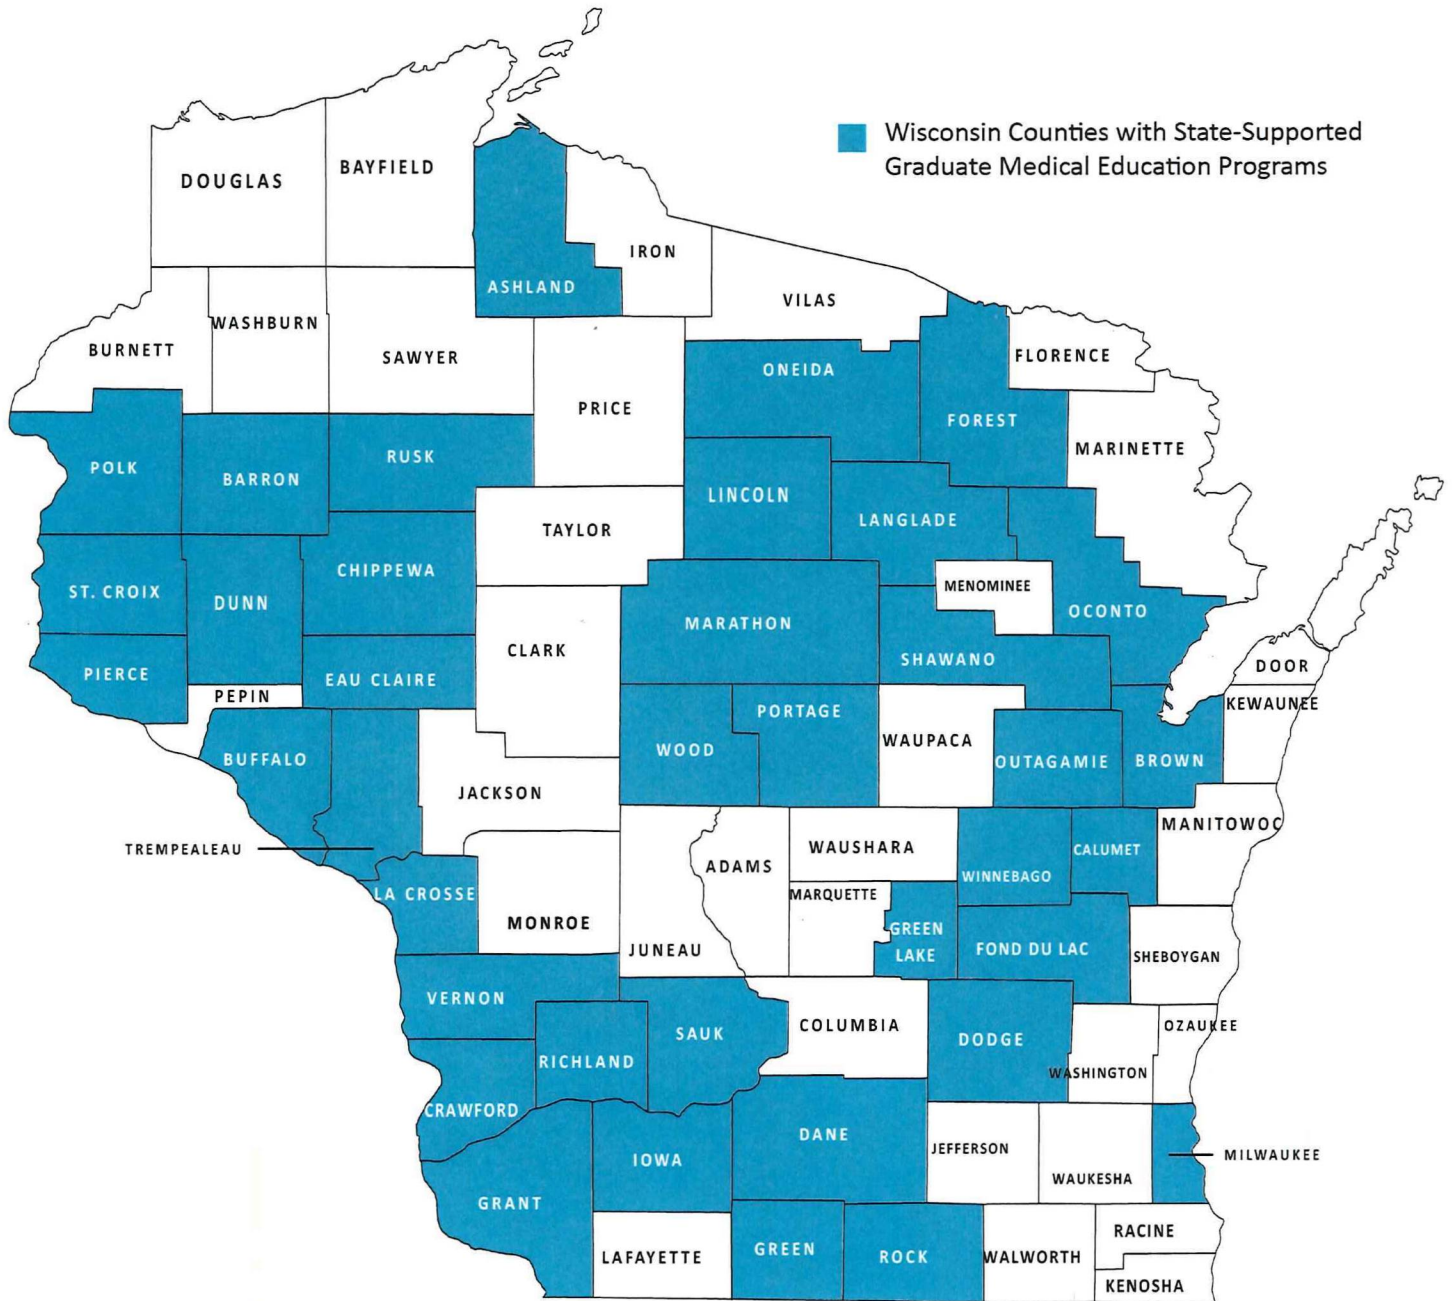 Wisconsin Counties with State-Supported
Graduate Medical Education Programs
DOUGLAS
BAYFIELD
IRON
ASHLAND
VILAS
WASHBURN
BURNETT
SAWYER
FLORENCE
ONEIDA
PRICE
FOREST
MARINETTE
RUSK
POLK
BARRON
LINCOLN
LANGLADE
TAYLOR
CHIPPEWA
MENOMINEE
ST. CROIX
DUNN
OCONTO
MARATHON
CLARK
SHAWANO
DOOR
PIERCE
EAU CLAIRE
PEPIN
KEWAUNEE
PORTAGE
WAUPACA
WOOD
BUFFALO
OUTAGAMIE
BROWN
JACKSON
MANITOWOC
TREMPEALEAU
WAUSHARA
CALUMET
ADAMS
WINNEBAGO
LA CROSSE
MARQUETTE
MONROE
GREEN
LAKE
JUNEAU
FOND DU LAC
SHEBOYGAN
VERNON
COLUMBIA
OZAUKEE
SAUK
DODGE
RICHLAND
WASHINGTON
CRAWFORD
DANE
JEFFERSON
MILWAUKEE
IOWA
WAUKESHA
GRANT
RACINE
GREEN
LAFAYETTE
ROCK
WALWORTH
KENOSHA